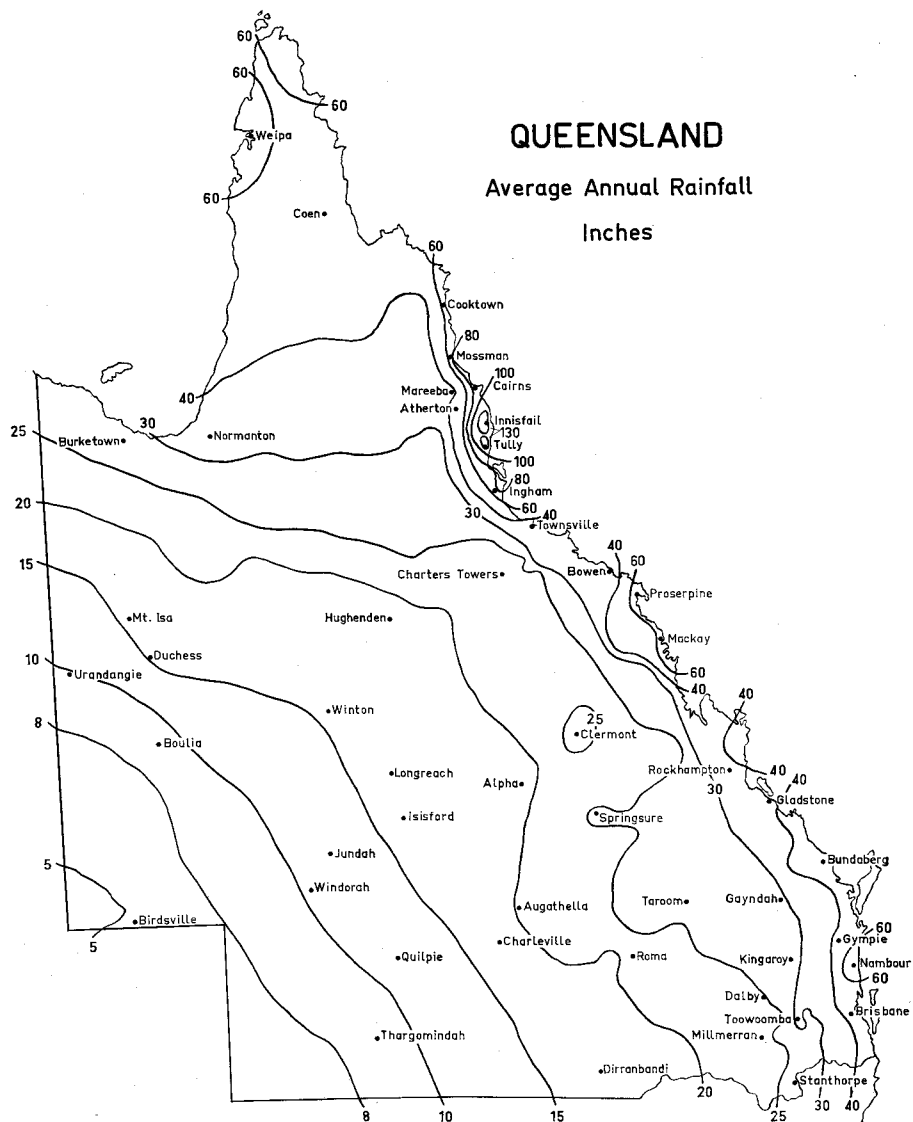 60
60
60
Weipa
QUEENSLAND
Average Annual Rainfall
60
Inches
Coen
60
Cooktown
80
Mossman
100
Mareeba
Cairns
40
Atherton
30
Innisfail
25
Normanton
130
Burketown
Tully
100
80
Ingham
20
60
30
40
Townsville
40
15
60
Charters Towers
Bowen
Proserpine
Mt. Isa
Hughenden
Mackay
Duchess
10
60
Urandangie
40
40
Winton
8
25
Clermont
Boulia
Longreach
Rockhampton
40
40
Alpha
30
Gladstone
isisford
Springsure
Jundah
5
Bundaberg
Windorah
Taroom
Gayndah
Augathella
Birdsville
60
5
Charleville
Gympie
Quilpie
Roma
Kingaroy
Nambour
60
Dalby
Toowoomba
Brisbane
Thargomindah
Millmerran
Dirranbandi
Stanthorpe
20
8
10
15
25
30
40